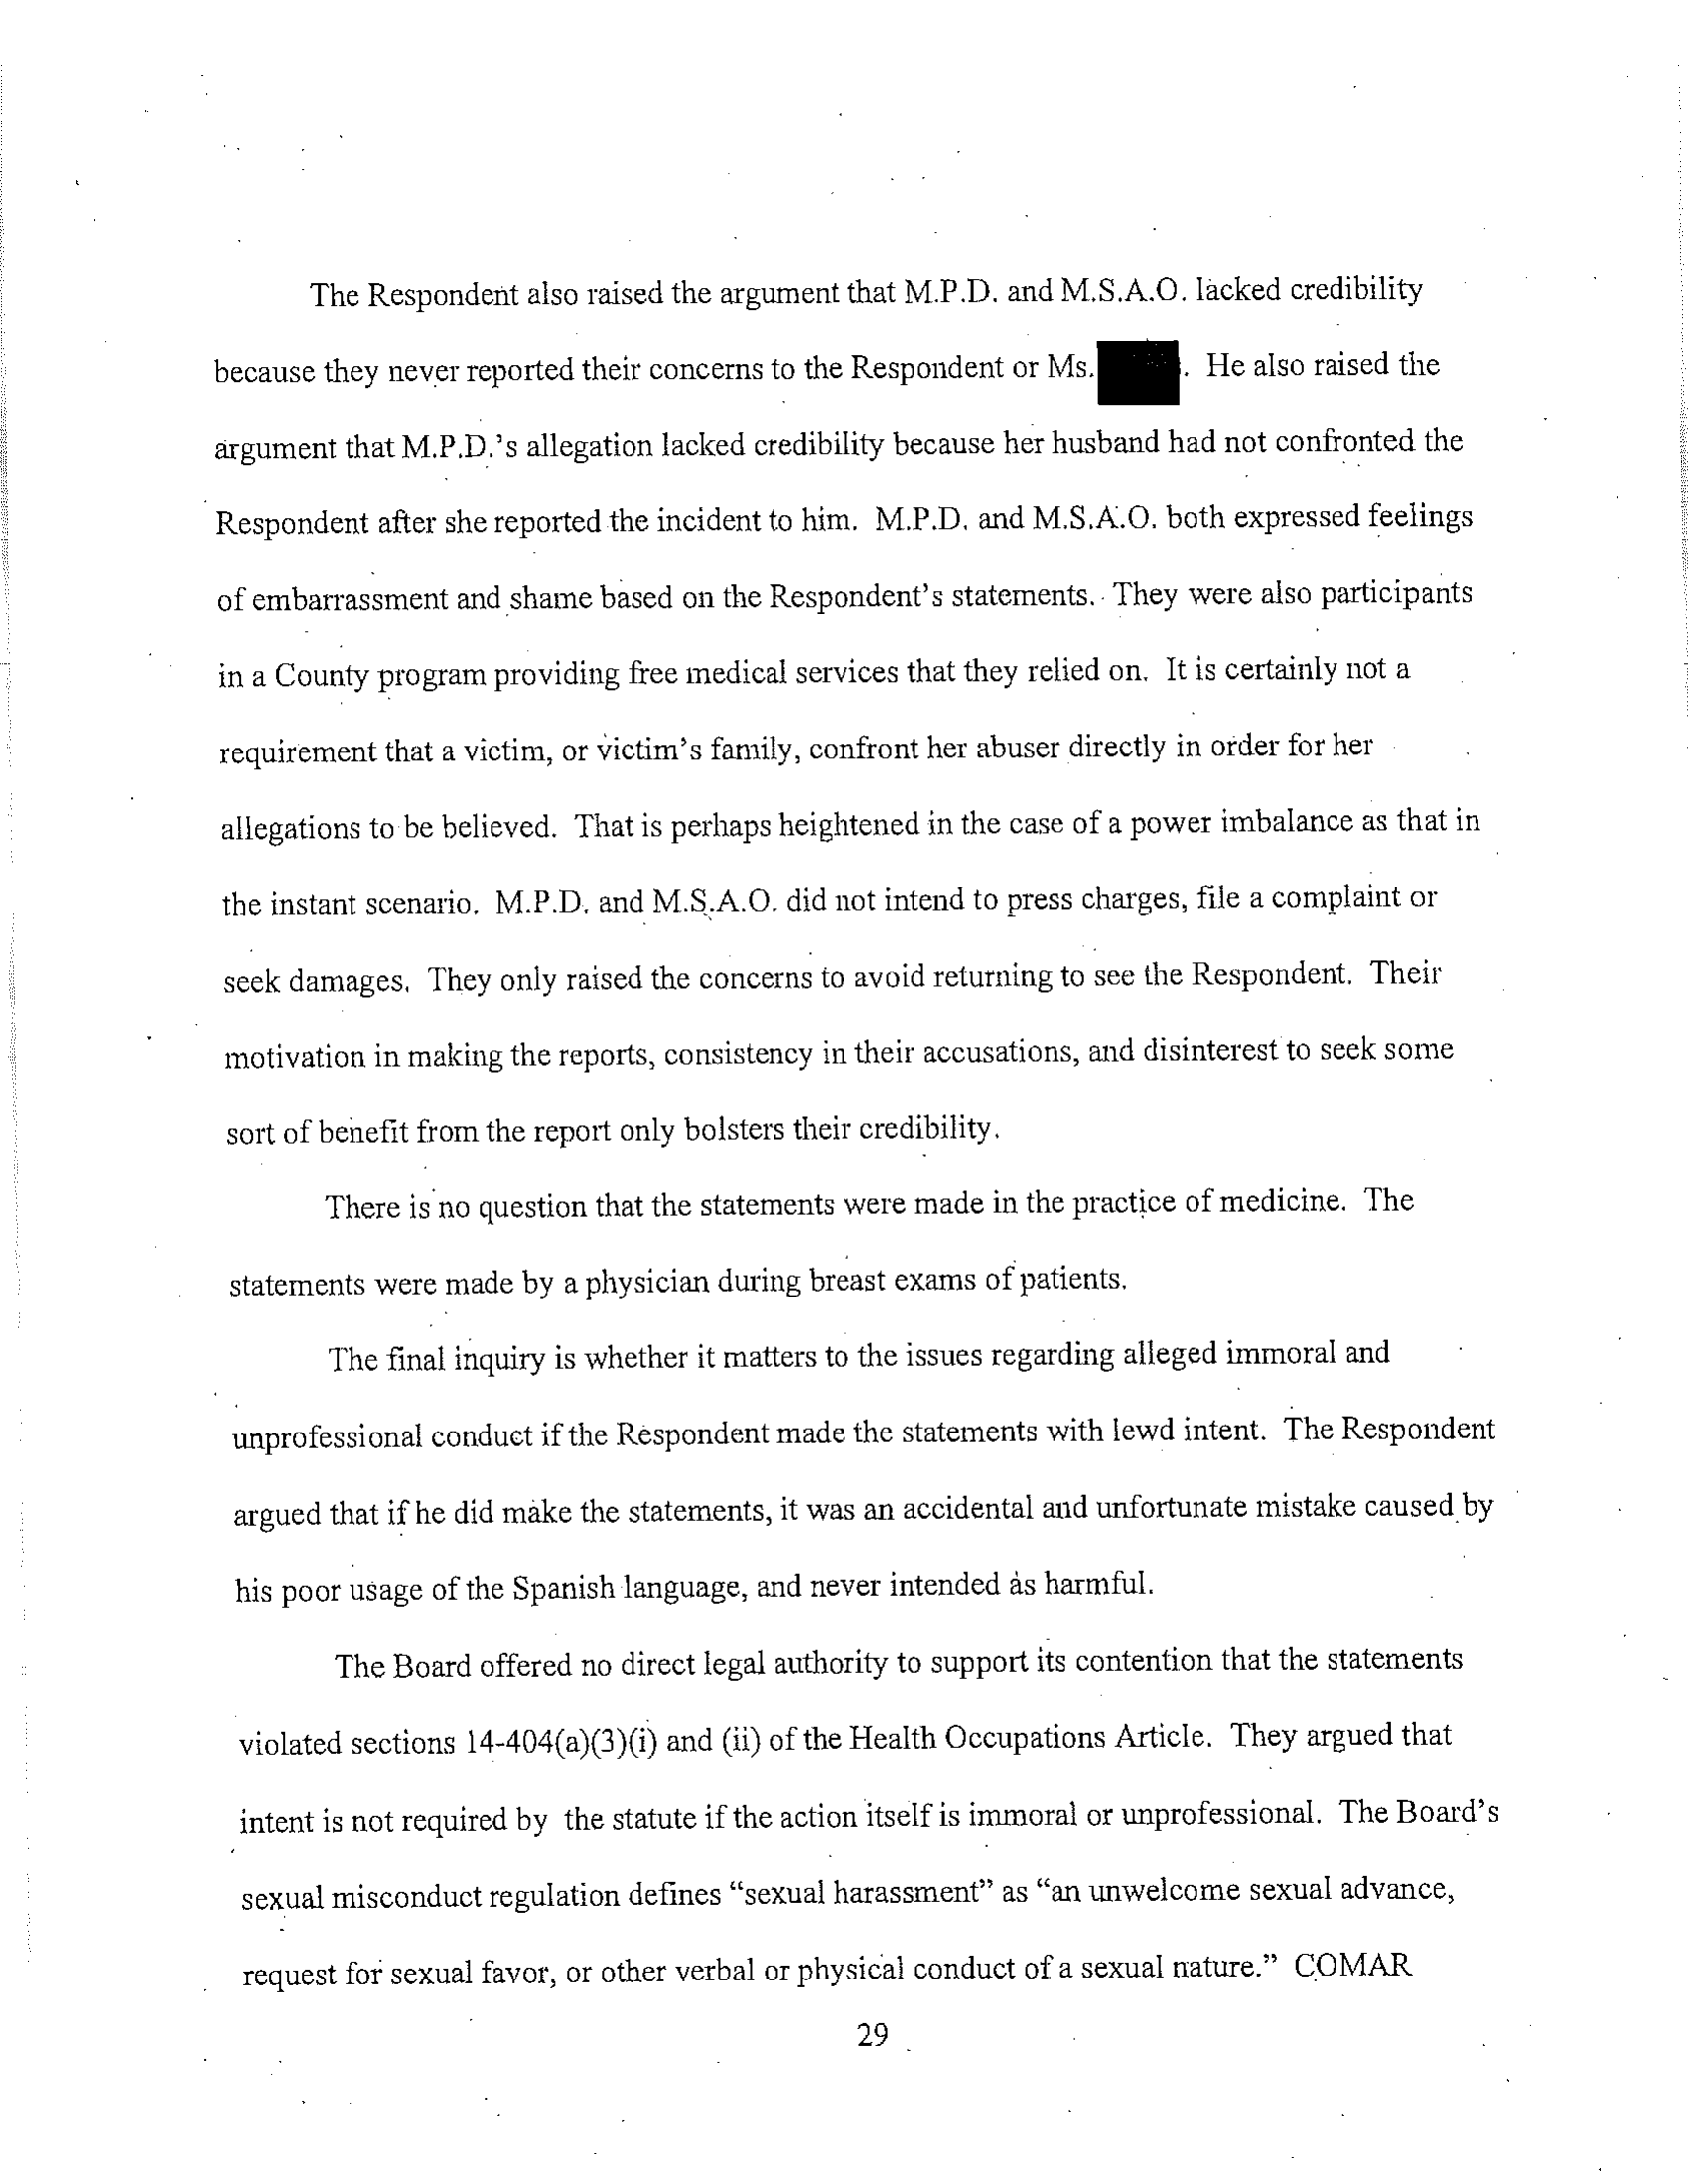 The Respondent also raised the argument that M.P.D. and M.S.A.O. lacked credibility
because they never reported their concerns to the Respondent or Ms. . He also raised the
argument that M.P.D.'s allegation lacked credibility because her husband had not confronted the
Respondent after she reported the incident to him. M.P.D. and M.S.A.O. both expressed feelings
of embarrassment and shame based on the Respondent's statements. They were also participants
in a County program providing free medical services that they relied on. It is certainly not a
requirement that a victim, or victim's family, confront her abuser directly in order for her
allegations to be believed. That is perhaps heightened in the case of a power imbalance as that in
the instant scenario. M.P.D. and M.S.A.O. did not intend to press charges, file a complaint or
seek damages. They only raised the concerns to avoid returning to see the Respondent. Their
motivation in making the reports, consistency in their accusations, and disinterest to seek some
sort of benefit from the report only bolsters their credibility.
There is no question that the statements were made in the practice of medicine. The
statements were made by a physician during breast exams of patients.
The final inquiry is whether it matters to the issues regarding alleged immoral and
unprofessional conduct if the Respondent made the statements with lewd intent. The Respondent
argued that if he did make the statements, it was an accidental and unfortunate mistake caused by
his poor usage of the Spanish language, and never intended as harmful.
The Board offered no direct legal authority to support its contention that the statements
violated sections 14-404(a)(3)(i) and (ii) of the Health Occupations Article. They argued that
intent is not required by the statute if the action itself is immoral or unprofessional. The Board's
sexual misconduct regulation defines “sexual harassment” as “an unwelcome sexual advance,
request for sexual favor, or other verbal or physical conduct of a sexual nature.” COMAR
29